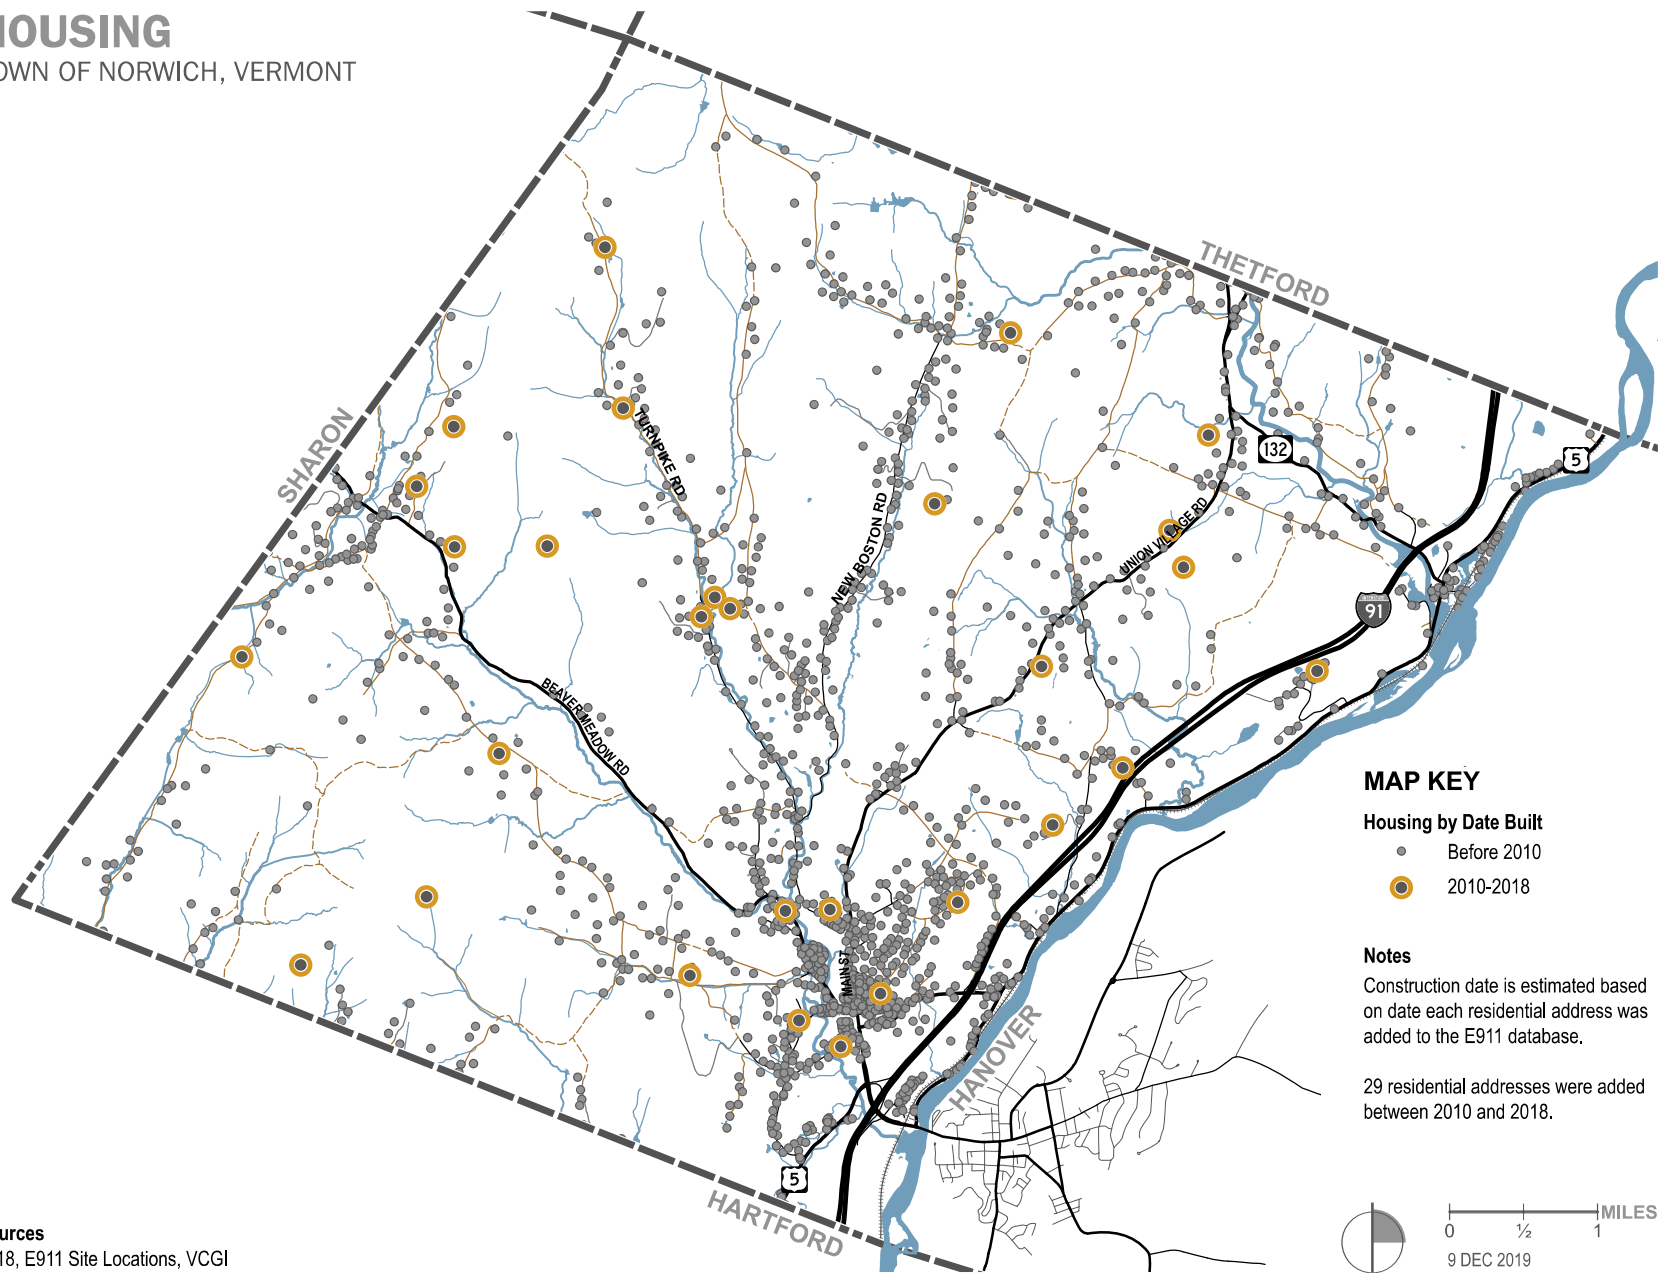 HOUSING
OWN OF NORWICH, VERMONT
THETFORD
SHARON
132
5
TURNPIKE RD
NEW BOSTON RD
UNION VILLAGE RD
91
BEAVER MEADOW RD
MAIN ST
HANOVER
5
HARTFORD
MAP KEY
Housing by Date Built
Before 2010
2010-2018
Notes
Construction date is estimated based
on date each residential address was
added to the E911 database.
29 residential addresses were added
between 2010 and 2018.
0 ½ 1 MILES
9 DEC 2019
urces
18, E911 Site Locations, VCGI